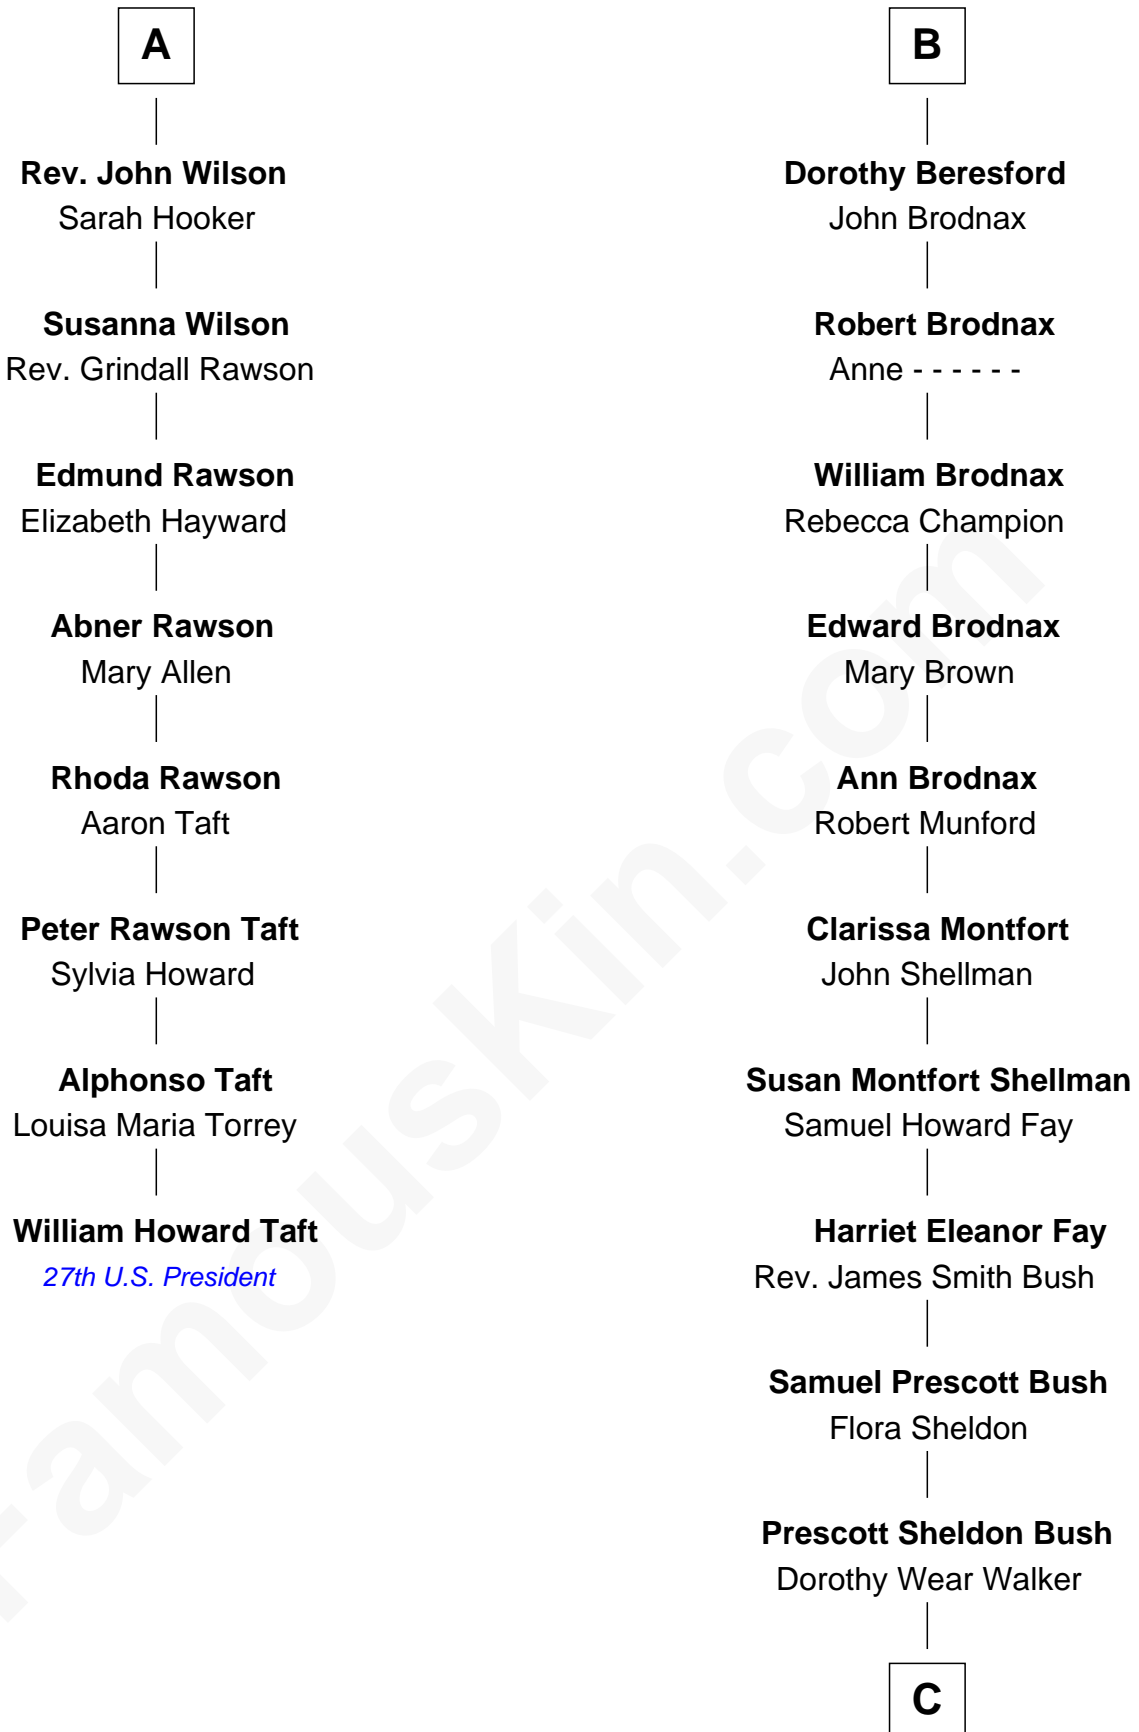 A
Rev. John Wilson
Sarah Hooker
Susanna Wilson
Rev. Grindall Rawson
Edmund Rawson
Elizabeth Hayward
Abner Rawson
Mary Allen
Rhoda Rawson
Aaron Taft
Peter Rawson Taft
Sylvia Howard
Alphonso Taft
Louisa Maria Torrey
William Howard Taft
27th U.S. President
B
Dorothy Beresford
John Brodnax
Robert Brodnax
Anne - - - - - -
William Brodnax
Rebecca Champion
Edward Brodnax
Mary Brown
Ann Brodnax
Robert Munford
Clarissa Montfort
John Shellman
Susan Montfort Shellman
Samuel Howard Fay
Harriet Eleanor Fay
Rev. James Smith Bush
Samuel Prescott Bush
Flora Sheldon
Prescott Sheldon Bush
Dorothy Wear Walker
C
FamousKin.com